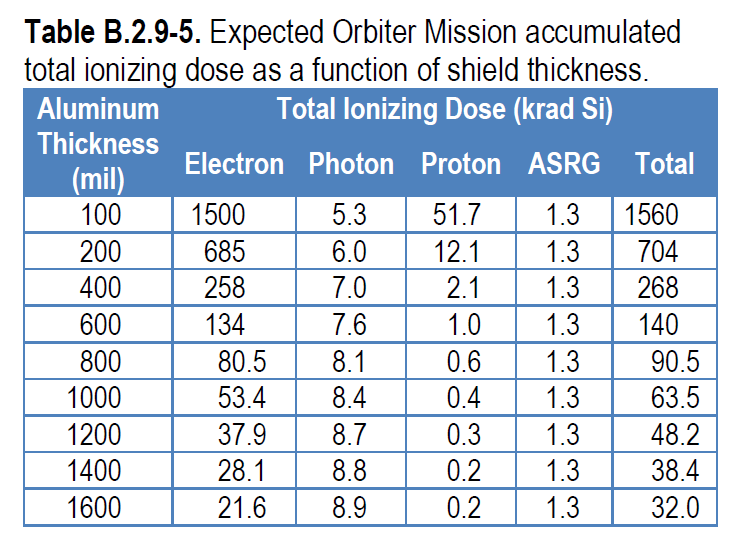 Table B.2.9-5. Expected Orbiter Mission accumulated
total ionizing dose as a function of shield thickness.
Aluminum Thickness (mil) Total Ionizing Dose (krad Si)
Electron Photon Proton ASRG Total
100 1500 5.3 51.7 1.3 1560
200 685 6.0 12.1 1.3 704
400 258 7.0 2.1 1.3 268
600 134 7.6 1.0 1.3 140
800 80.5 8.1 0.6 1.3 90.5
1000 53.4 8.4 0.4 1.3 63.5
1200 37.9 8.7 0.3 1.3 48.2
1400 28.1 8.8 0.2 1.3 38.4
1600 21.6 8.9 0.2 1.3 32.0